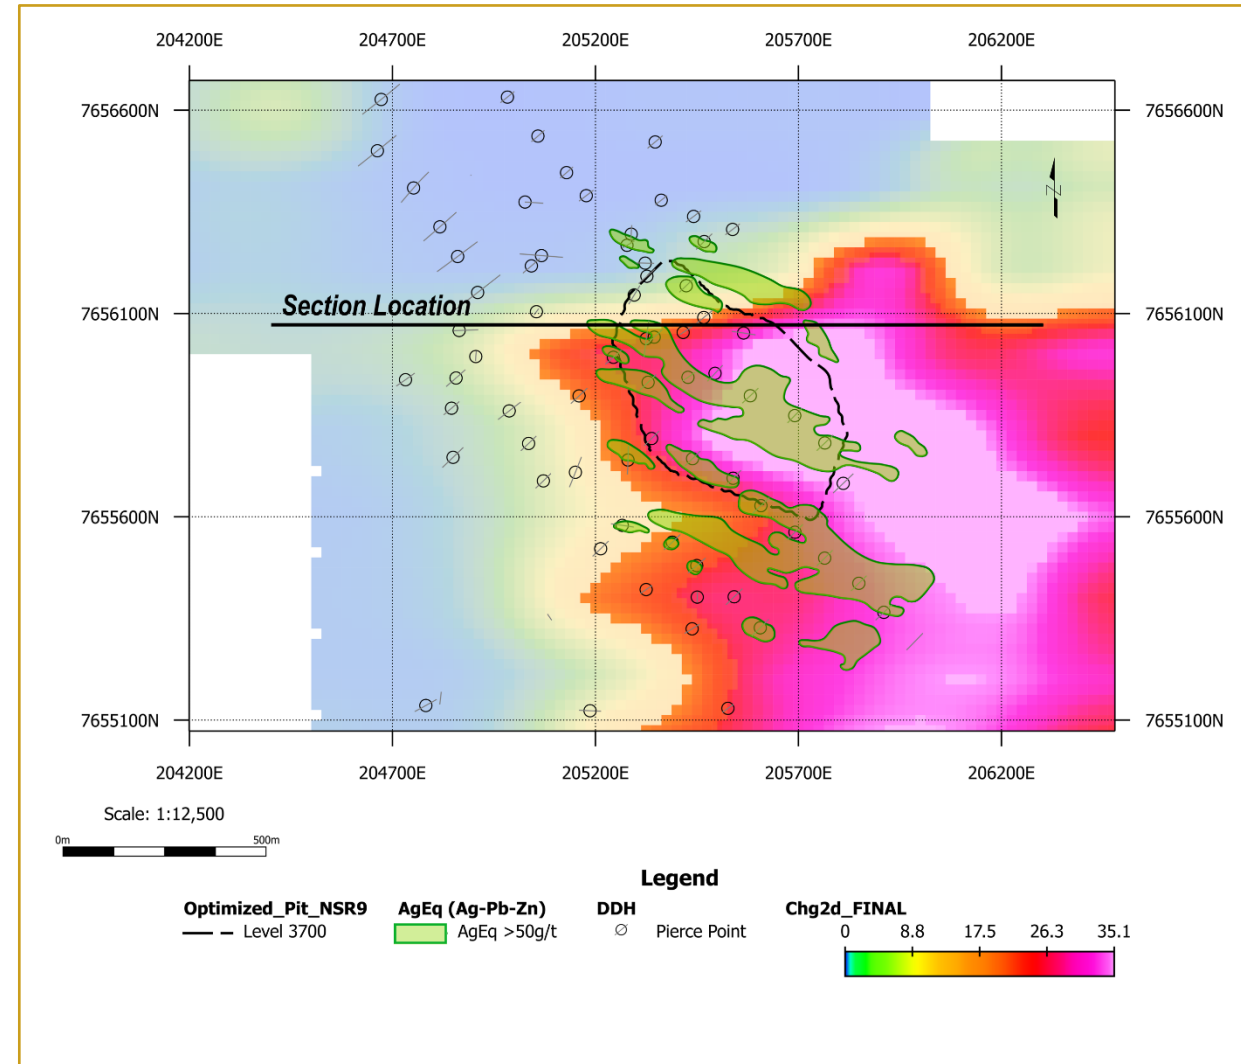 204200E 204700E 205200E 205700E 206200E
7656600N 7656600N
N
Section Location
7656100N 7656100N
7655600N 7655600N
7655100N 7655100N
204200E 204700E 205200E 205700E 206200E
Scale: 1:12,500
0m 500m
Legend
Optimized_Pit_NSR9 AgEq (Ag-Pb-Zn) DDH Chg2d_FINAL
Level 3700 AgEq >50g/t Pierce Point 0 8.8 17.5 26.3 35.1